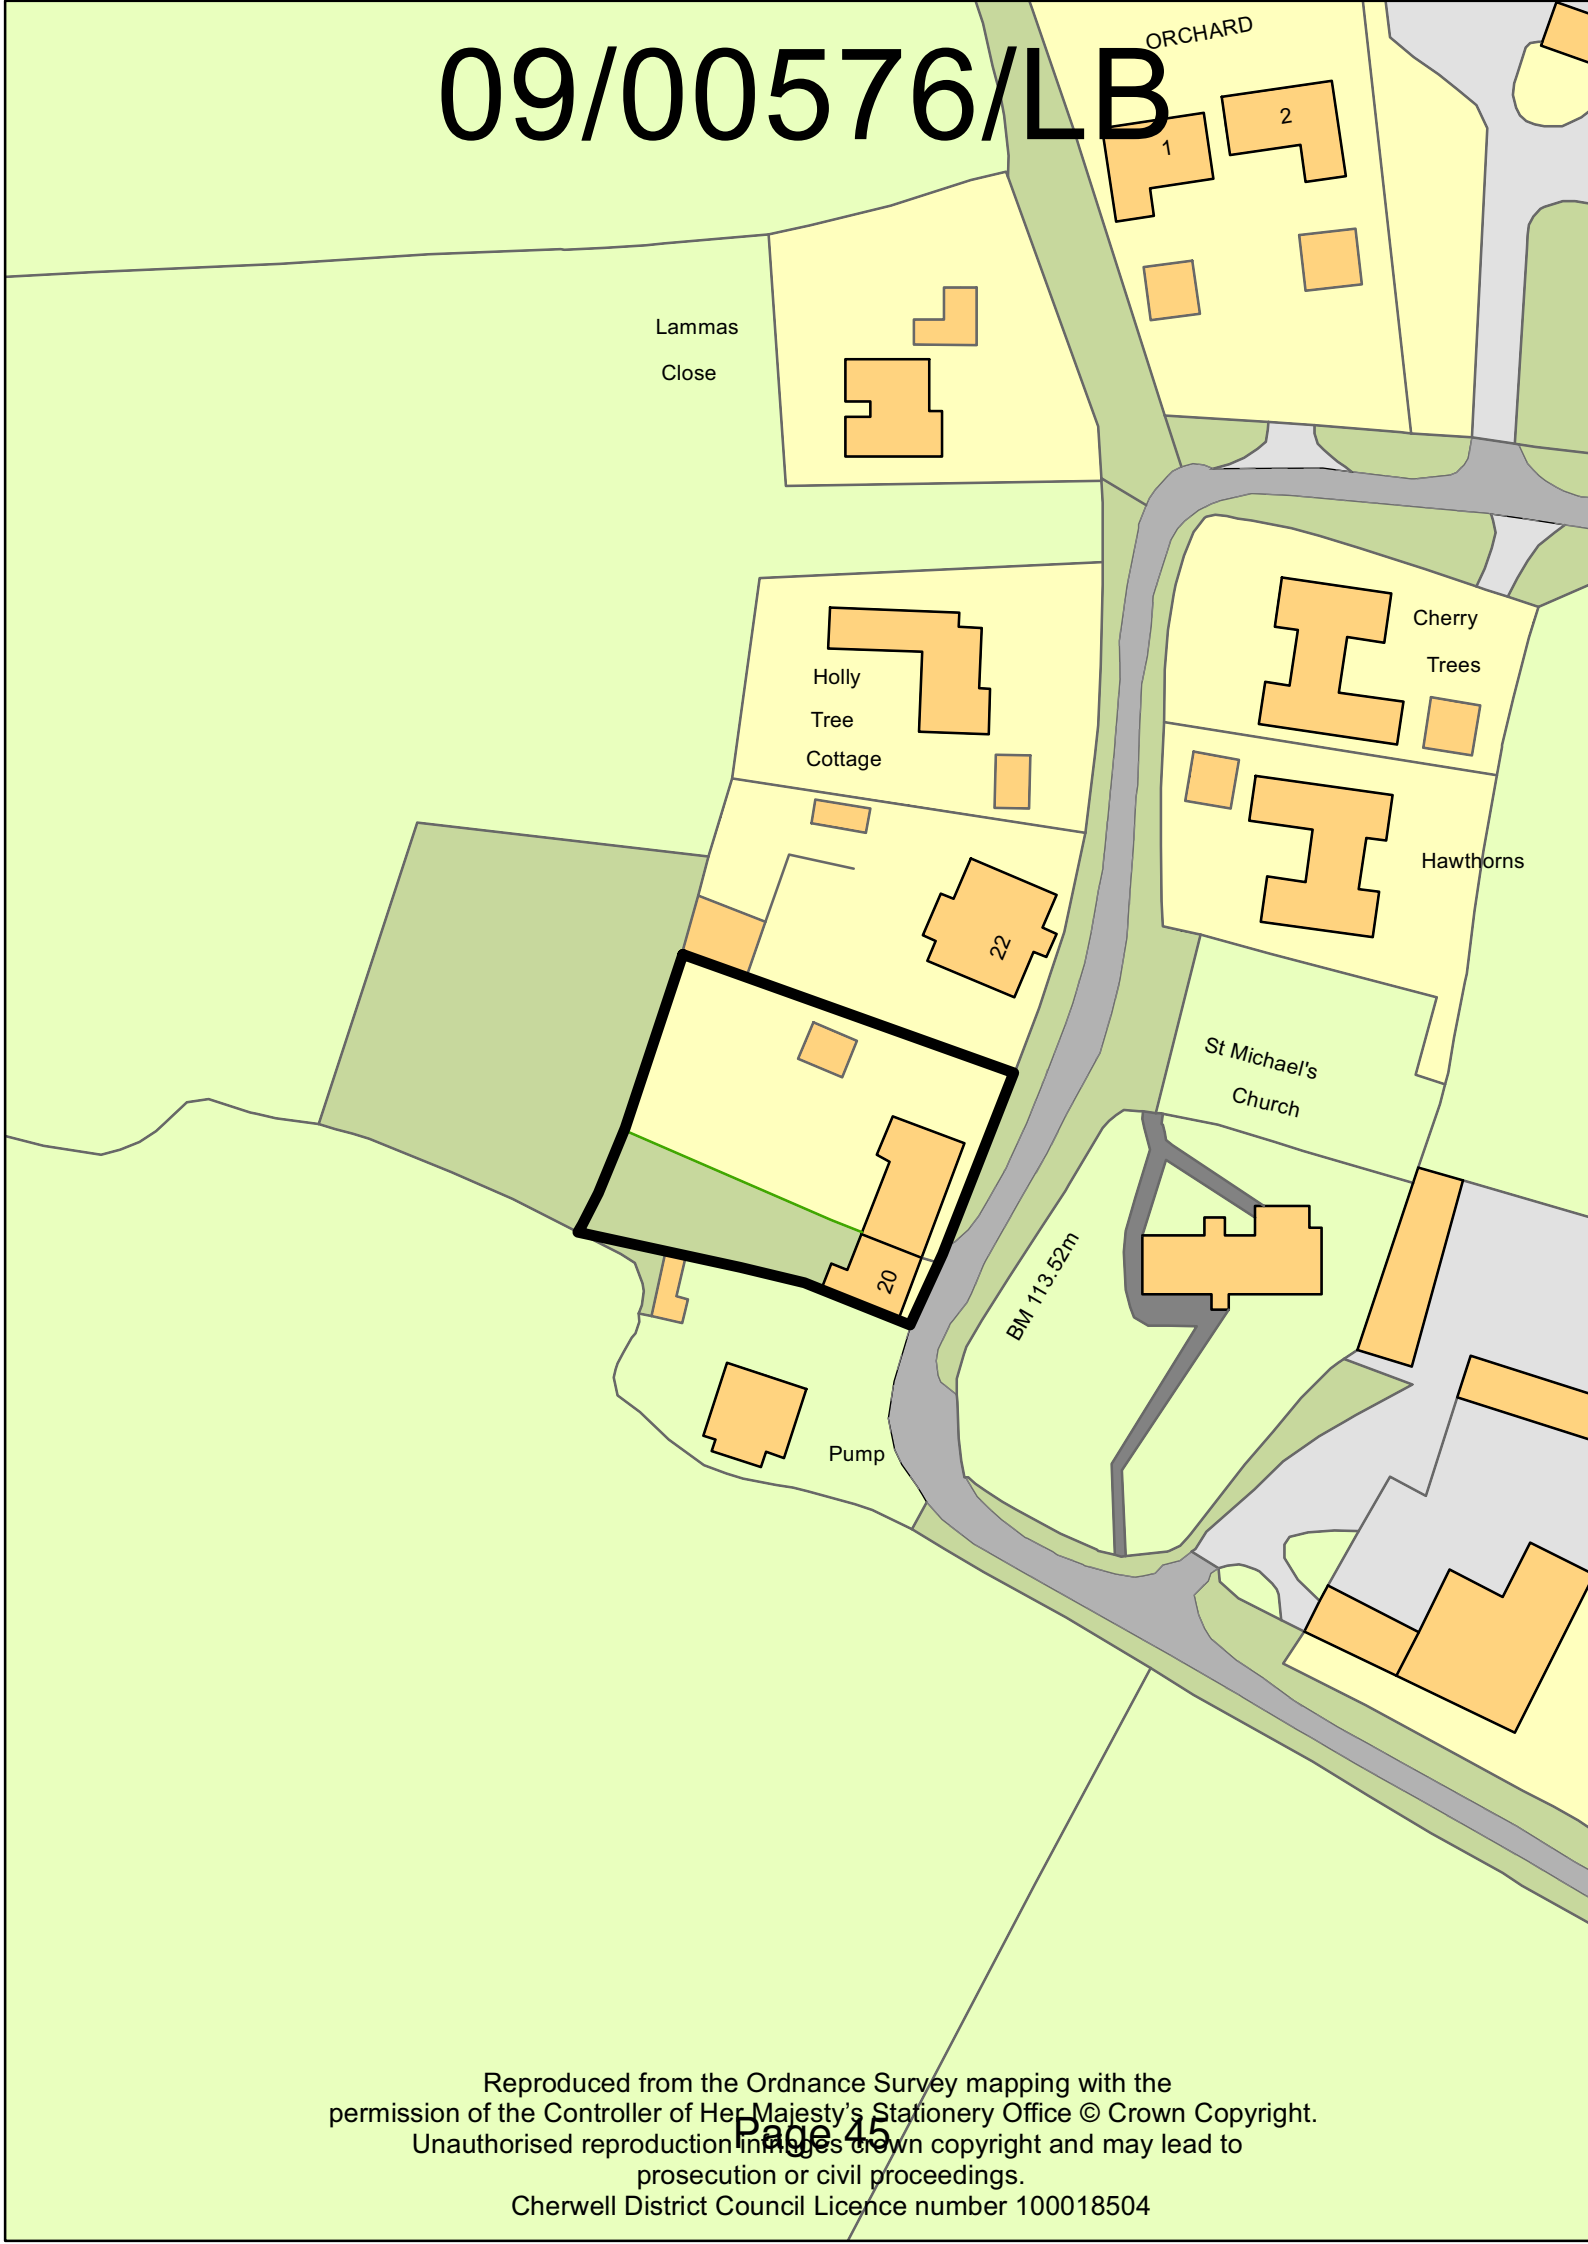 09/00576/LB
ORCHARD
1
2
Lammas
Close
Cherry
Trees
Holly
Tree
Cottage
Hawthorns
22
St Michael's
Church
20
BM 113.52m
Pump
Reproduced from the Ordnance Survey mapping with the
permission of the Controller of Her Majesty's Stationery Office © Crown Copyright.
Unauthorised reproduction infringes crown copyright and may lead to
prosecution or civil proceedings.
Cherwell District Council Licence number 100018504
Page 45